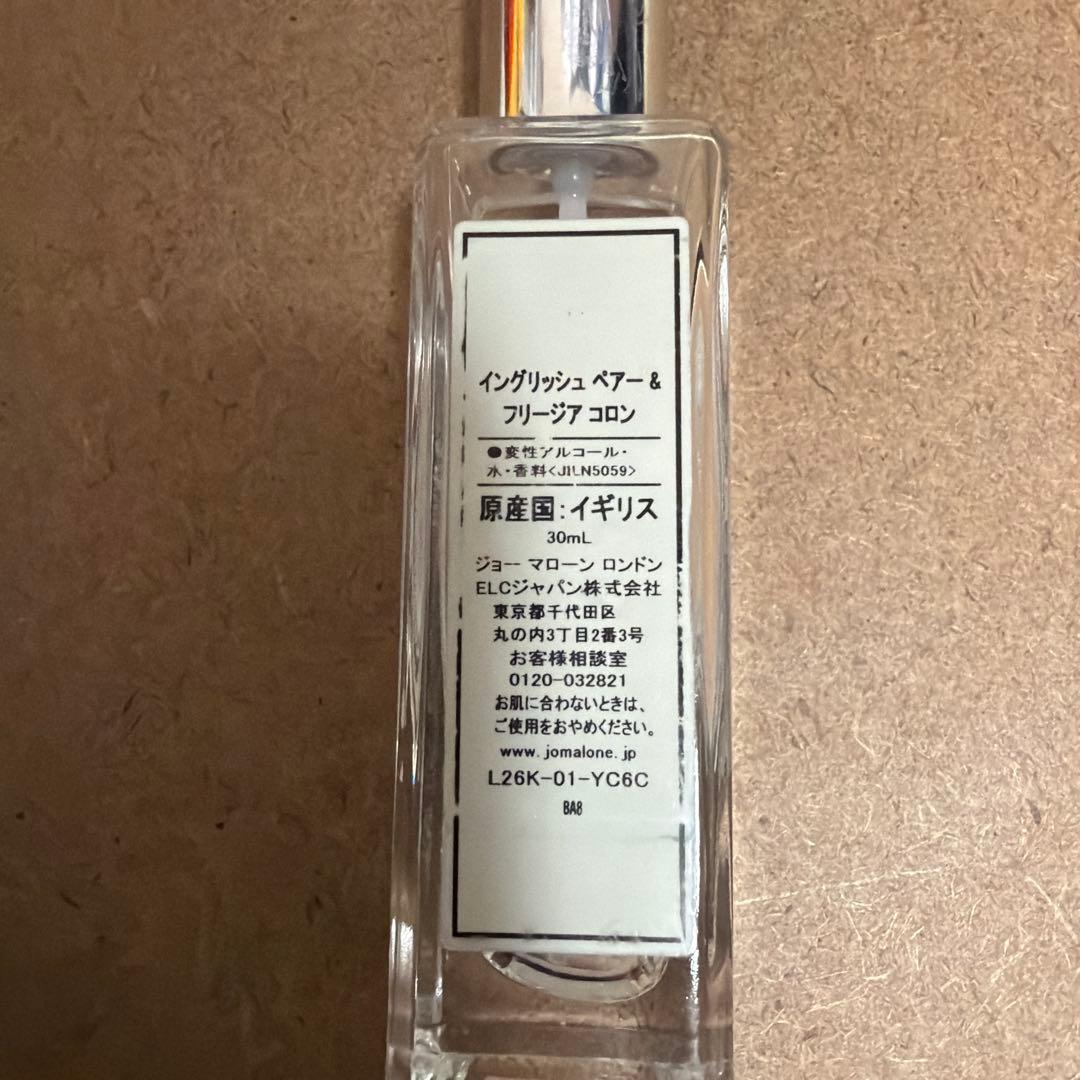 イングリッシュ ペアー &
フリージア コロン
●変性アルコール・
水・香料<JILN5059>
原産国：イギリス
30mL
ジョー マローン ロンドン
ELCジャパン株式会社
東京都千代田区
丸の内3丁目2番3号
お客様相談室
0120-032821
お肌に合わないときは、
ご使用をおやめください。
www.jomalone.jp
L26K-01-YC6C
BA8